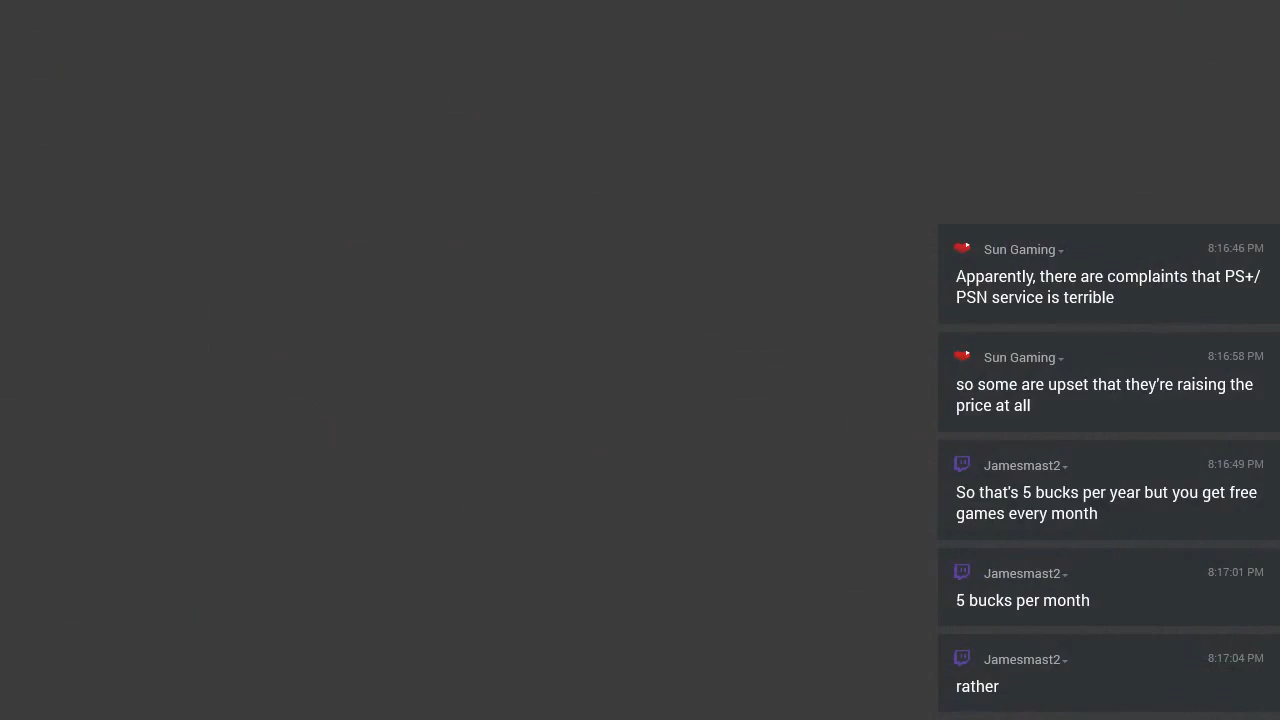 Sun Gaming 8:16:46 PM
Apparently, there are complaints that PS+/
PSN service is terrible
Sun Gaming 8:16:58 PM
so some are upset that they're raising the
price at all
Jamesmast2 8:16:49 PM
So that's 5 bucks per year but you get free
games every month
Jamesmast2 8:17:01 PM
5 bucks per month
Jamesmast2 8:17:04 PM
rather